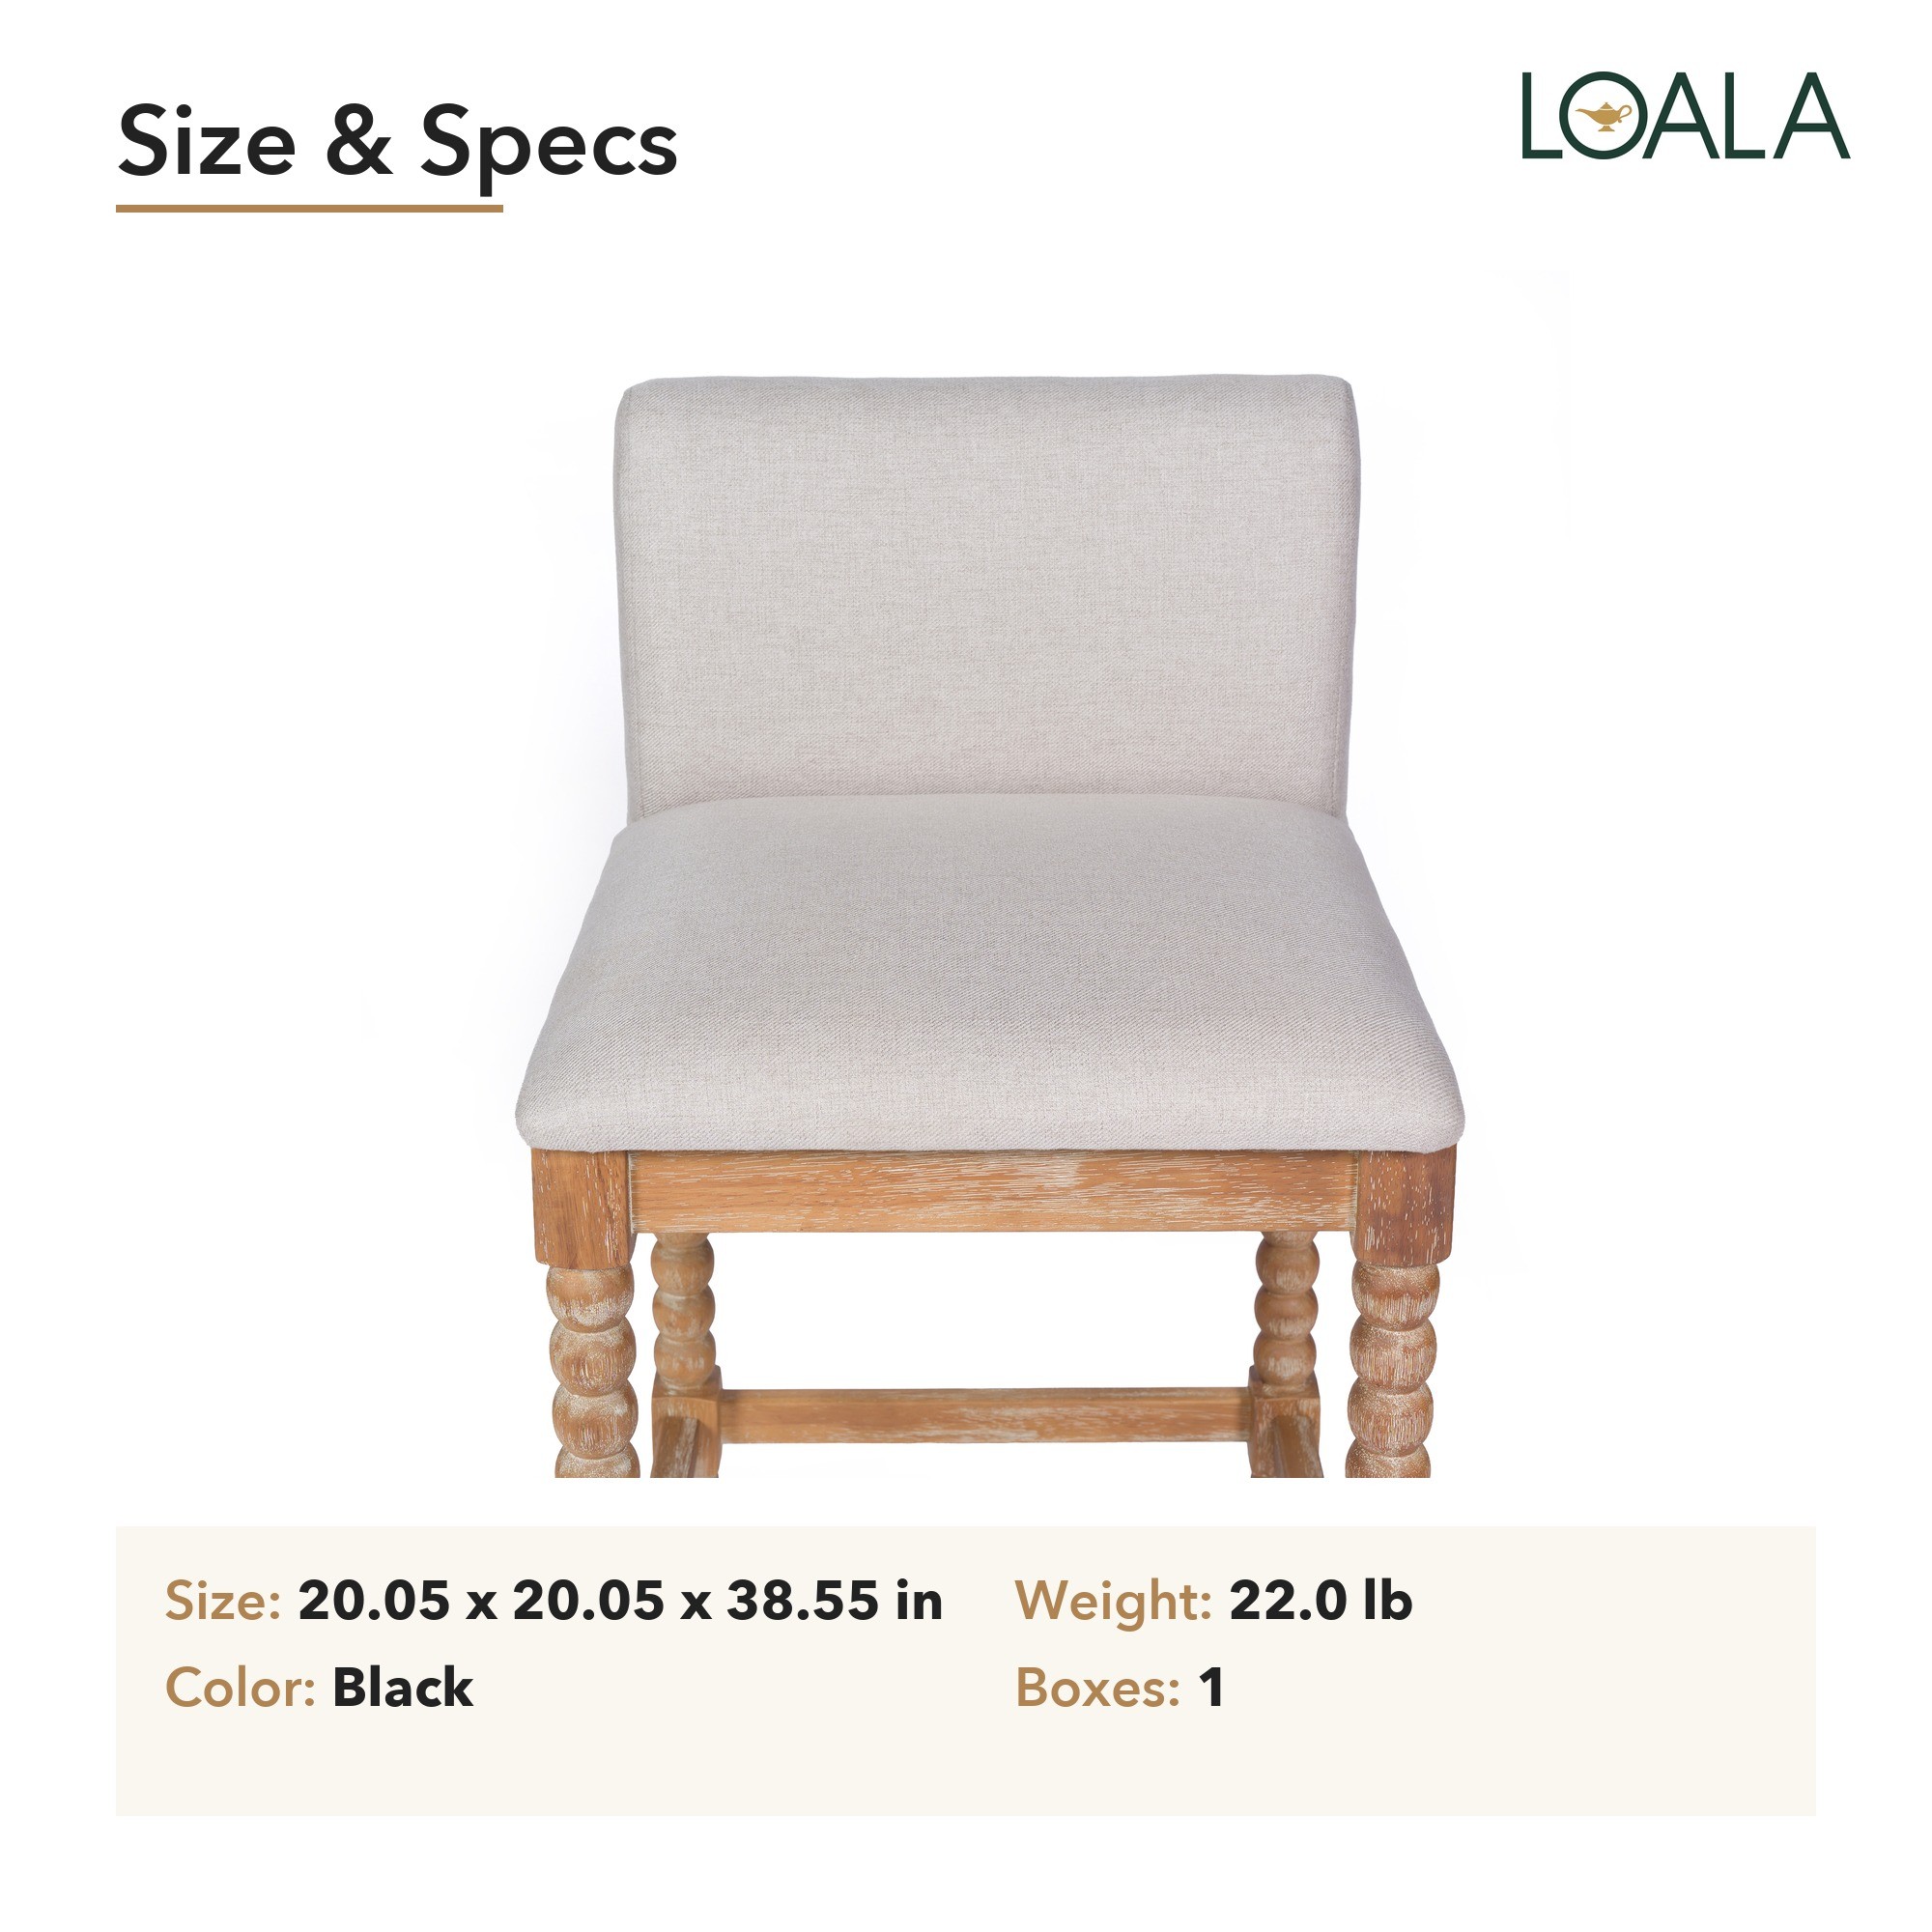 Size & Specs
LOALA
Size: 20.05 x 20.05 x 38.55 in
Weight: 22.0 lb
Color: Black
Boxes: 1